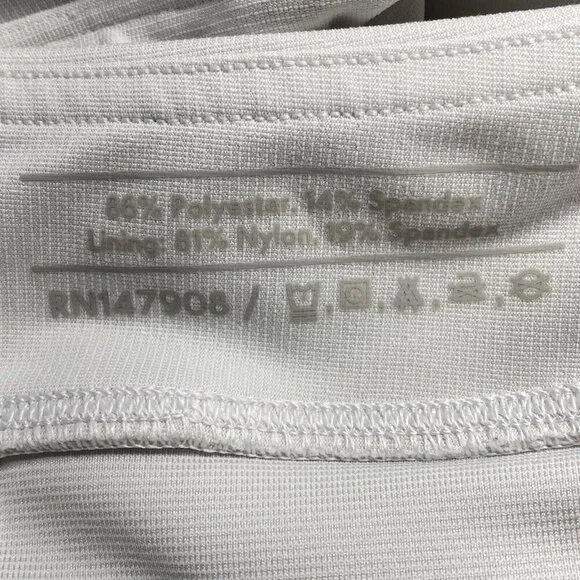 86% Polyester, 14% Spandex
Lining: 81% Nylon, 19% Spandex
RN147908 /